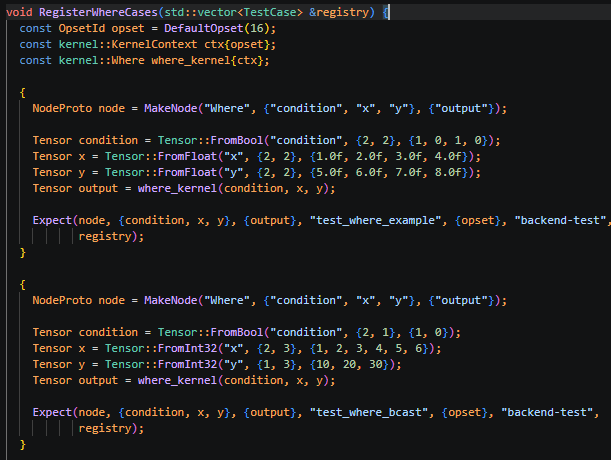 void RegisterWhereCases(std::vector<TestCase> &registry) {
  const OpsetId opset = DefaultOpset(16);
  const kernel::KernelContext ctx{opset};
  const kernel::Where where_kernel{ctx};

  {
    NodeProto node = MakeNode("Where", {"condition", "x", "y"}, {"output"});

    Tensor condition = Tensor::FromBool("condition", {2, 2}, {1, 0, 1, 0});
    Tensor x = Tensor::FromFloat("x", {2, 2}, {1.0f, 2.0f, 3.0f, 4.0f});
    Tensor y = Tensor::FromFloat("y", {2, 2}, {5.0f, 6.0f, 7.0f, 8.0f});
    Tensor output = where_kernel(condition, x, y);

    Expect(node, {condition, x, y}, {output}, "test_where_example", {opset}, "backend-test",
           registry);
  }

  {
    NodeProto node = MakeNode("Where", {"condition", "x", "y"}, {"output"});

    Tensor condition = Tensor::FromBool("condition", {2, 1}, {1, 0});
    Tensor x = Tensor::FromInt32("x", {2, 3}, {1, 2, 3, 4, 5, 6});
    Tensor y = Tensor::FromInt32("y", {1, 3}, {10, 20, 30});
    Tensor output = where_kernel(condition, x, y);

    Expect(node, {condition, x, y}, {output}, "test_where_bcast", {opset}, "backend-test",
           registry);
  }